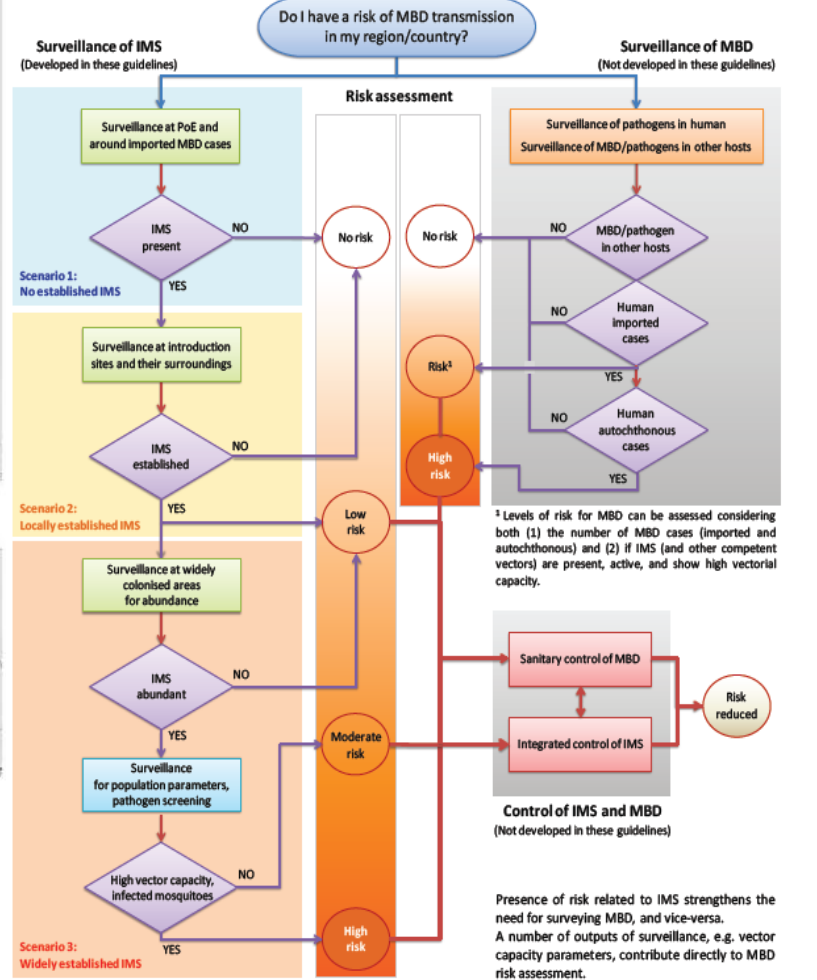 Do I have a risk of MBD transmission
in my region/country?
Surveillance of IMS
(Developed in these guidelines)
Surveillance of MBD
(Not developed in these guidelines)
Risk assessment
Surveillance at PoE and
around imported MBD cases
IMS
present
NO
YES
Scenario 1:
No established IMS
Surveillance at introduction
sites and their surroundings
IMS
established
NO
YES
Scenario 2:
Locally established IMS
Surveillance at widely
colonised areas
for abundance
IMS
abundant
NO
YES
Surveillance
for population parameters,
pathogen screening
High vector capacity,
infected mosquitoes
NO
YES
Scenario 3:
Widely established IMS
No risk
Low
risk
Moderate
risk
High
risk
No risk
Risk¹
High
risk
Surveillance of pathogens in human
Surveillance of MBD/pathogens in other hosts
MBD/pathogen
in other hosts
NO
Human
imported
cases
NO
YES
Human
autochthonous
cases
NO
YES
¹ Levels of risk for MBD can be assessed considering
both (1) the number of MBD cases (imported and
autochthonous) and (2) if IMS (and other competent
vectors) are present, active, and show high vectorial
capacity.
Sanitary control of MBD
Integrated control of IMS
Risk
reduced
Control of IMS and MBD
(Not developed in these guidelines)
Presence of risk related to IMS strengthens the
need for surveying MBD, and vice-versa.
A number of outputs of surveillance, e.g. vector
capacity parameters, contribute directly to MBD
risk assessment.